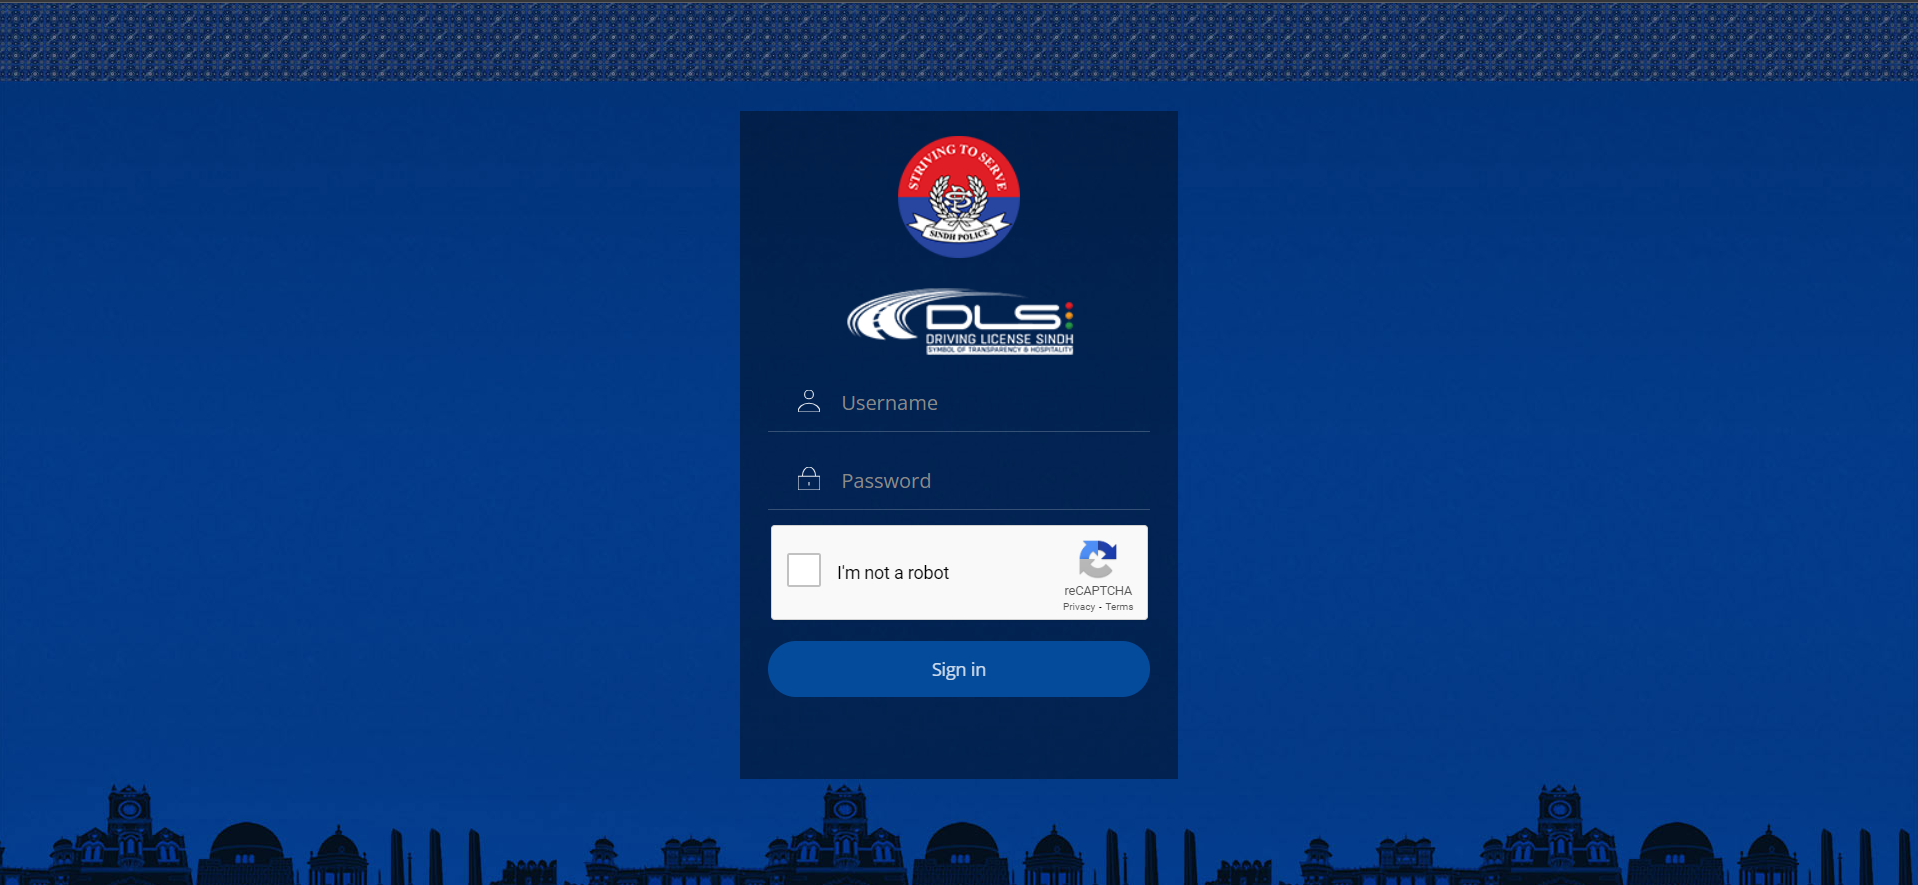 STRIVING TO SERVE
SP
SINDH POLICE
DLS
DRIVING LICENSE SINDH
SYMBOL OF TRANSPARENCY & HOSPITALITY
Username
Password
I'm not a robot
reCAPTCHA
Privacy - Terms
Sign in